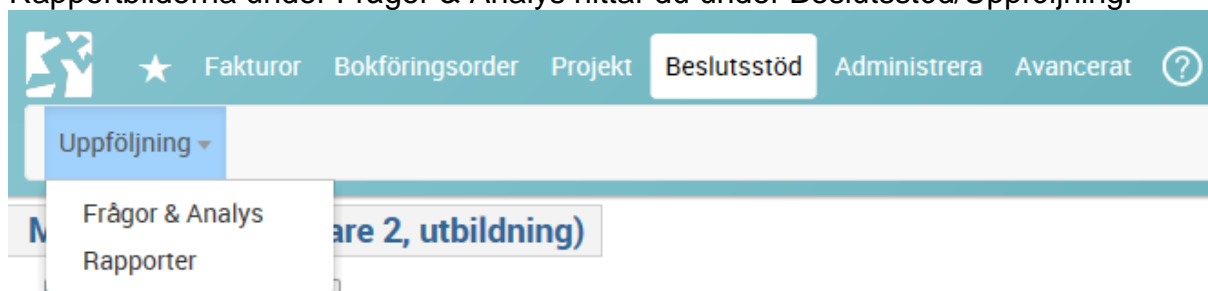 Rapportbilderna under Frågor & Analys hittar du under Beslutsstöd/Uppföljning.
Fakturor Bokföringsorder Projekt Beslutsstöd Administrera Avancerat ?
Uppföljning
Frågor & Analys
are 2, utbildning)
Rapporter